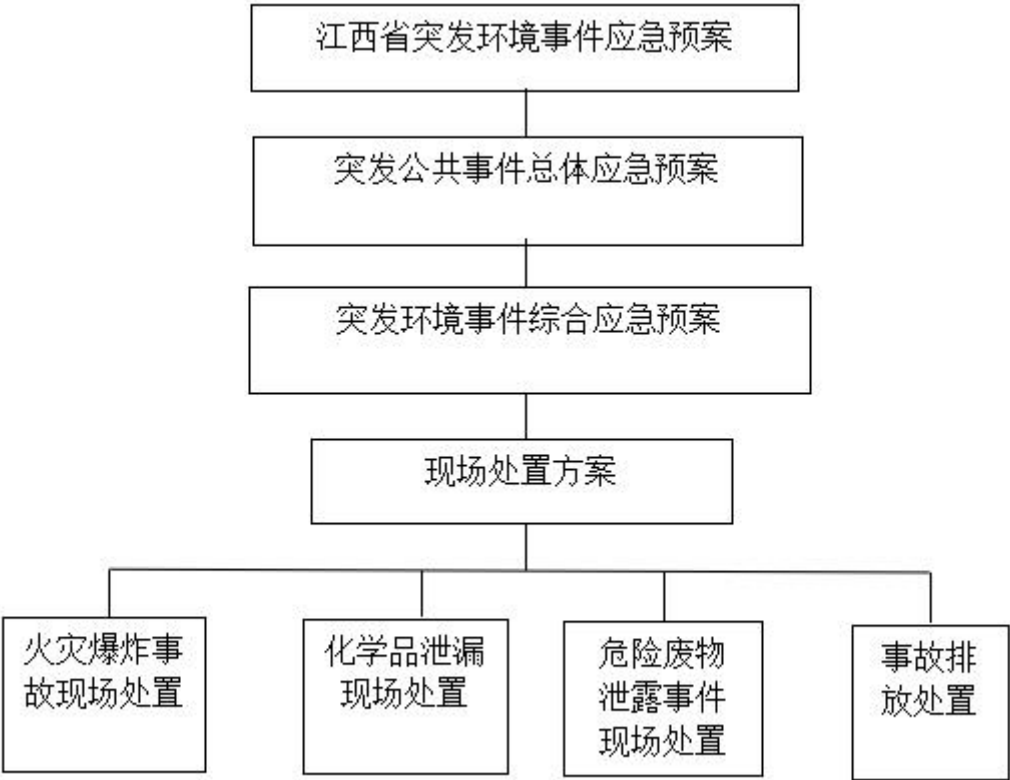 江西省突发环境事件应急预案
突发公共事件总体应急预案
突发环境事件综合应急预案
现场处置方案
火灾爆炸事
故现场处置
化学品泄漏
现场处置
危险废物
泄露事件
现场处置
事故排
放处置